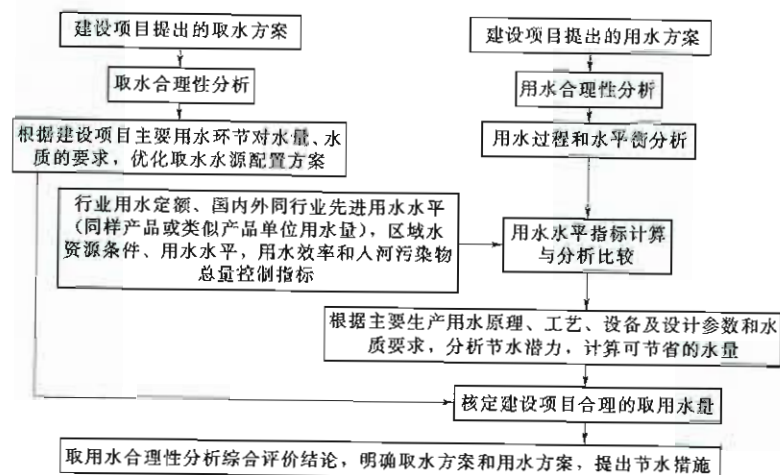 建设项目提出的取水方案
建设项目提出的用水方案
取水合理性分析
用水合理性分析
根据建设项目主要用水环节对水量、水
质的要求，优化取水水源配置方案
用水过程和水平衡分析
行业用水定额、国内外同行业先进用水水平
（同样产品或类似产品单位用水量），区域水
资源条件、用水水平，用水效率和入河污染物
总量控制指标
用水水平指标计算
与分析比较
根据主要生产用水原理、工艺、设备及设计参数和水
质要求，分析节水潜力，计算可节省的水量
核定建设项目合理的取用水量
取用水合理性分析综合评价结论，明确取水方案和用水方案，提出节水措施